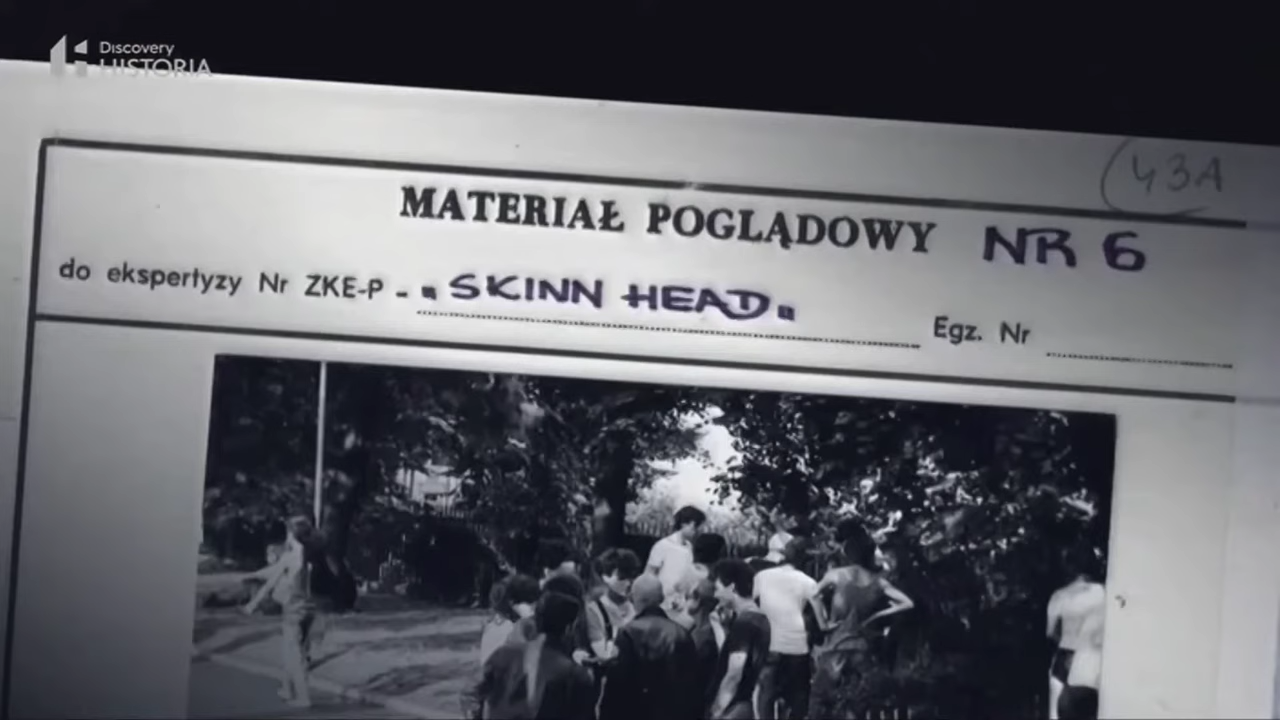 Discovery
HISTORIA
43A
MATERIAŁ POGLĄDOWY NR 6
do ekspertyzy Nr ZKE-P - "SKINN HEAD" Egz. Nr